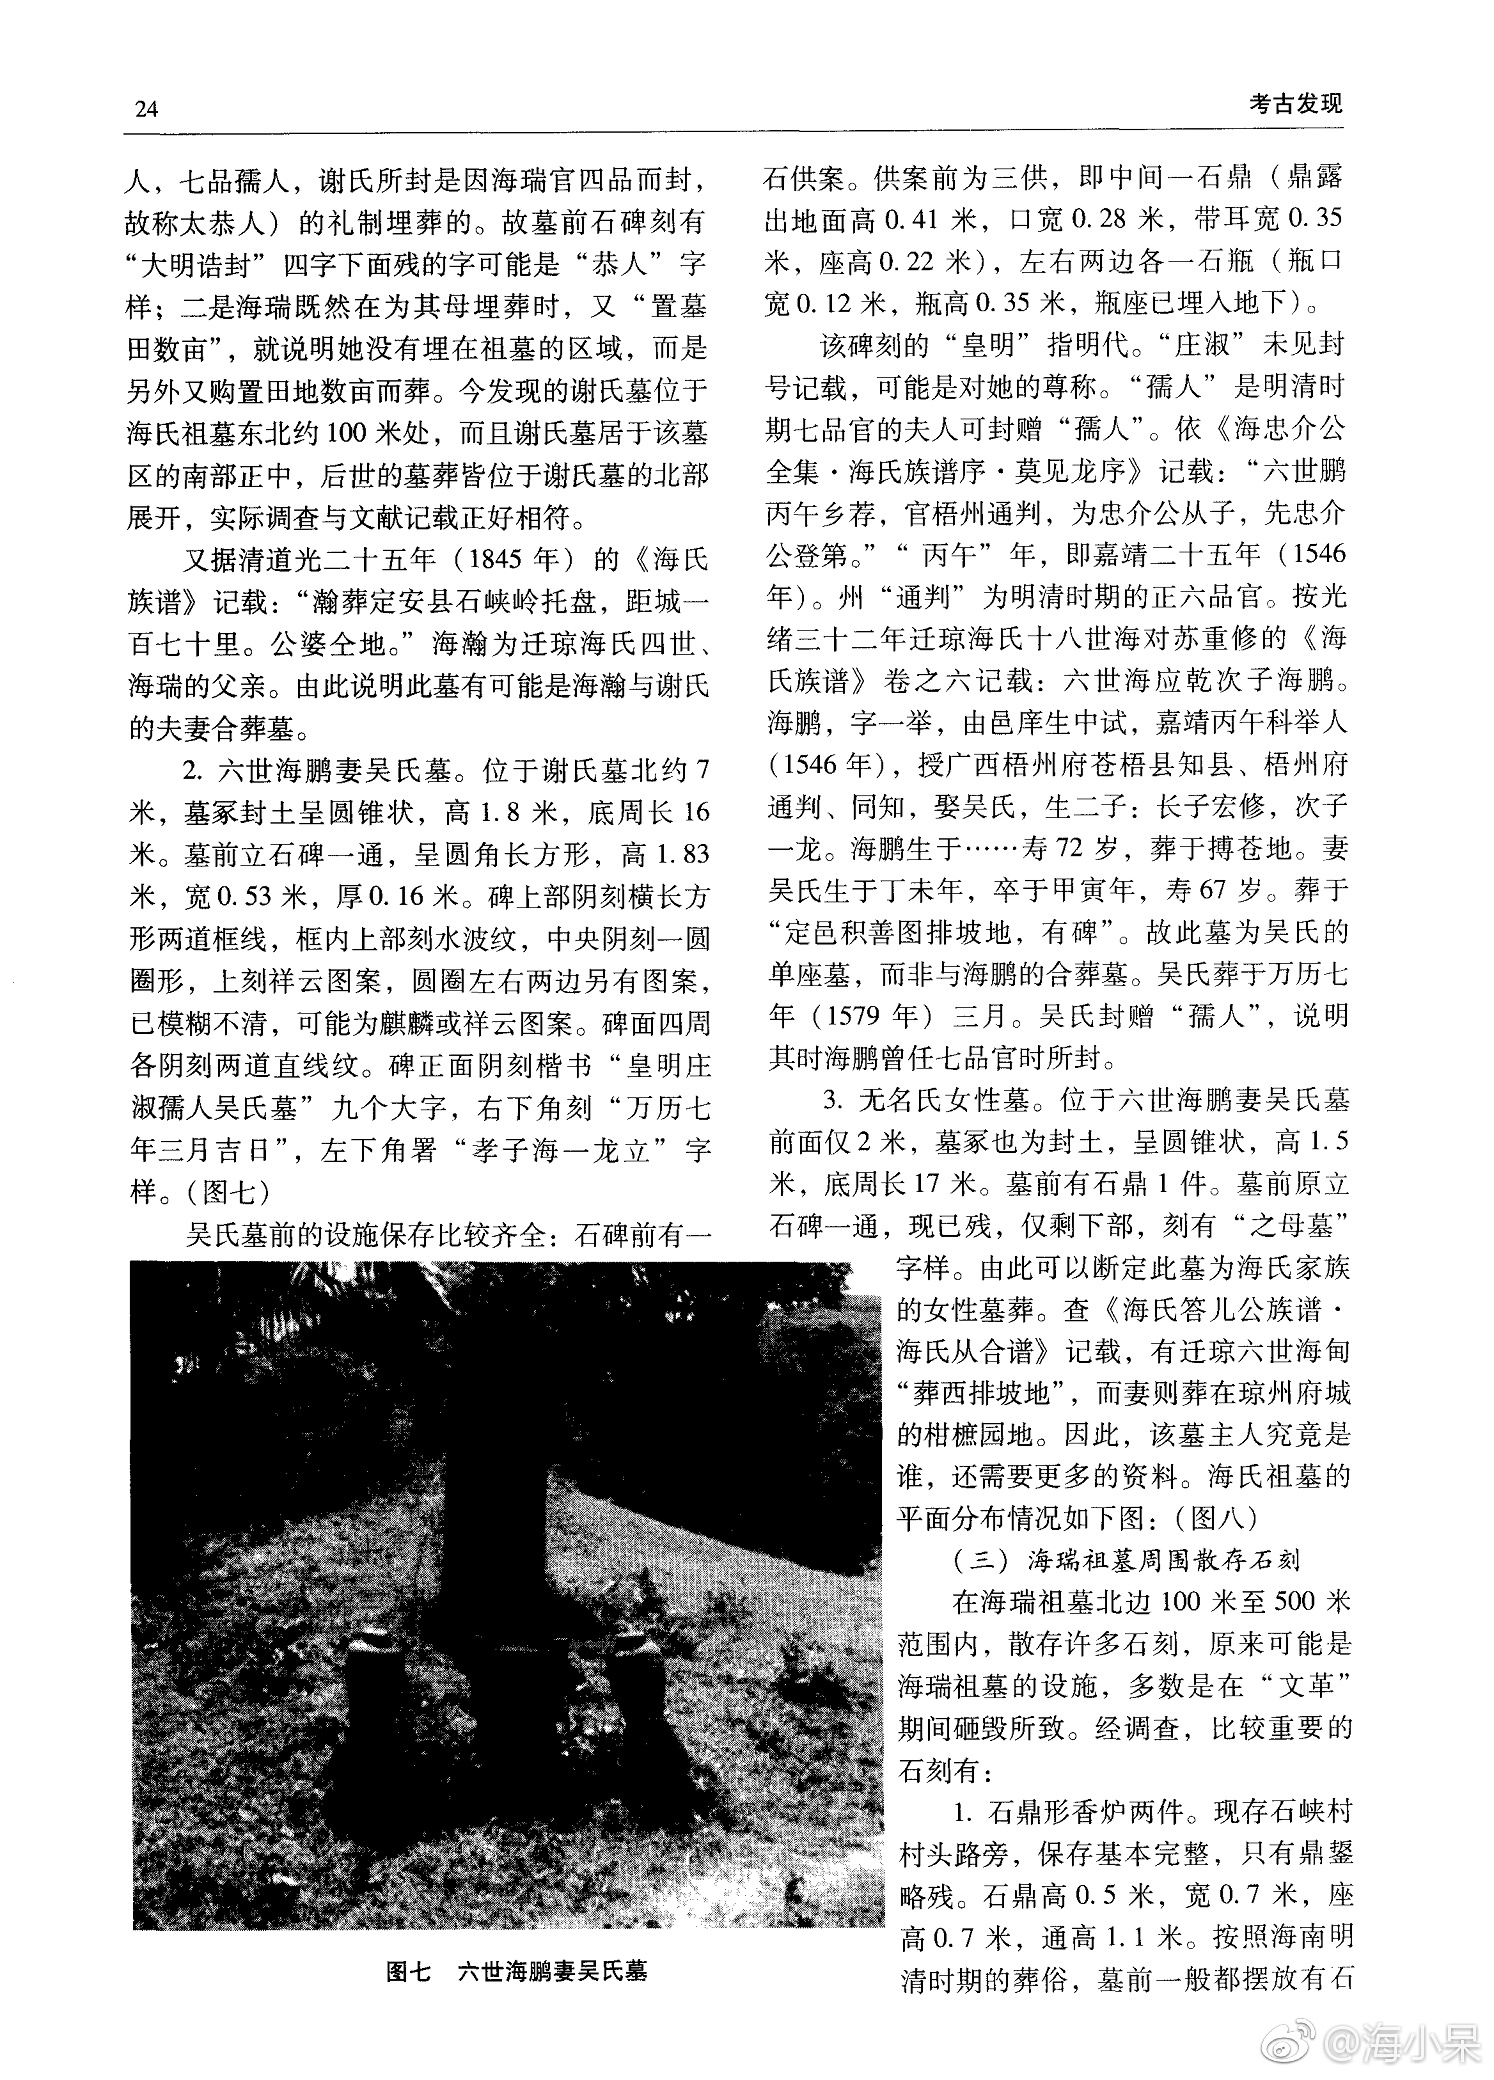 24
考古发现
人，七品孺人，谢氏所封是因海瑞官四品而封，
故称太恭人）的礼制埋葬的。故墓前石碑刻有
“大明诰封”四字下面残的字可能是“恭人”字
样；二是海瑞既然在为其母埋葬时，又“置墓
田数亩”，就说明她没有埋在祖墓的区域，而是
另外又购置田地数亩而葬。今发现的谢氏墓位于
海氏祖墓东北约100米处，而且谢氏墓居于该墓
区的南部正中，后世的墓葬皆位于谢氏墓的北部
展开，实际调查与文献记载正好相符。
又据清道光二十五年（1845年）的《海氏
族谱》记载：“瀚葬定安县石峡岭托盘，距城一
百七十里。公婆仝地。”海瀚为迁琼海氏四世、
海瑞的父亲。由此说明此墓有可能是海瀚与谢氏
的夫妻合葬墓。
2. 六世海鹏妻吴氏墓。位于谢氏墓北约7
米，墓冢封土呈圆锥状，高1.8米，底周长16
米。墓前立石碑一通，呈圆角长方形，高1.83
米，宽0.53米，厚0.16米。碑上部阴刻横长方
形两道框线，框内上部刻水波纹，中央阴刻一圆
圈形，上刻祥云图案，圆圈左右两边另有图案，
已模糊不清，可能为麒麟或祥云图案。碑面四周
各阴刻两道直线纹。碑正面阴刻楷书“皇明庄
淑孺人吴氏墓”九个大字，右下角刻“万历七
年三月吉日”，左下角署“孝子海一龙立”字
样。（图七）
吴氏墓前的设施保存比较齐全：石碑前有一
图七 六世海鹏妻吴氏墓
石供案。供案前为三供，即中间一石鼎（鼎露
出地面高0.41米，口宽0.28米，带耳宽0.35
米，座高0.22米），左右两边各一石瓶（瓶口
宽0.12米，瓶高0.35米，瓶座已埋入地下）。
该碑刻的“皇明”指明代。“庄淑”未见封
号记载，可能是对她的尊称。“孺人”是明清时
期七品官的夫人可封赠“孺人”。依《海忠介公
全集·海氏族谱序·莫见龙序》记载：“六世鹏
丙午乡荐，官梧州通判，为忠介公从子，先忠介
公登第。”“丙午”年，即嘉靖二十五年（1546
年）。州“通判”为明清时期的正六品官。按光
绪三十二年迁琼海氏十八世海对苏重修的《海
氏族谱》卷之六记载：六世海应乾次子海鹏。
海鹏，字一举，由邑庠生中试，嘉靖丙午科举人
（1546年），授广西梧州府苍梧县知县、梧州府
通判、同知，娶吴氏，生二子：长子宏修，次子
一龙。海鹏生于……寿72岁，葬于搏苍地。妻
吴氏生于丁未年，卒于甲寅年，寿67岁。葬于
“定邑积善图排坡地，有碑”。故此墓为吴氏的
单座墓，而非与海鹏的合葬墓。吴氏葬于万历七
年（1579年）三月。吴氏封赠“孺人”，说明
其时海鹏曾任七品官时所封。
3. 无名氏女性墓。位于六世海鹏妻吴氏墓
前面仅2米，墓冢也为封土，呈圆锥状，高1.5
米，底周长17米。墓前有石鼎1件。墓前原立
石碑一通，现已残，仅剩下部，刻有“之母墓”
字样。由此可以断定此墓为海氏家族
的女性墓葬。查《海氏答儿公族谱·
海氏从合谱》记载，有迁琼六世海甸
“葬西排坡地”，而妻则葬在琼州府城
的柑樜园地。因此，该墓主人究竟是
谁，还需要更多的资料。海氏祖墓的
平面分布情况如下图：（图八）
（三）海瑞祖墓周围散存石刻
在海瑞祖墓北边100米至500米
范围内，散存许多石刻，原来可能是
海瑞祖墓的设施，多数是在“文革”
期间砸毁所致。经调查，比较重要的
石刻有：
1. 石鼎形香炉两件。现存石峡村
村头路旁，保存基本完整，只有鼎鋬
略残。石鼎高0.5米，宽0.7米，座
高0.7米，通高1.1米。按照海南明
清时期的葬俗，墓前一般都摆放有石
@海小呆